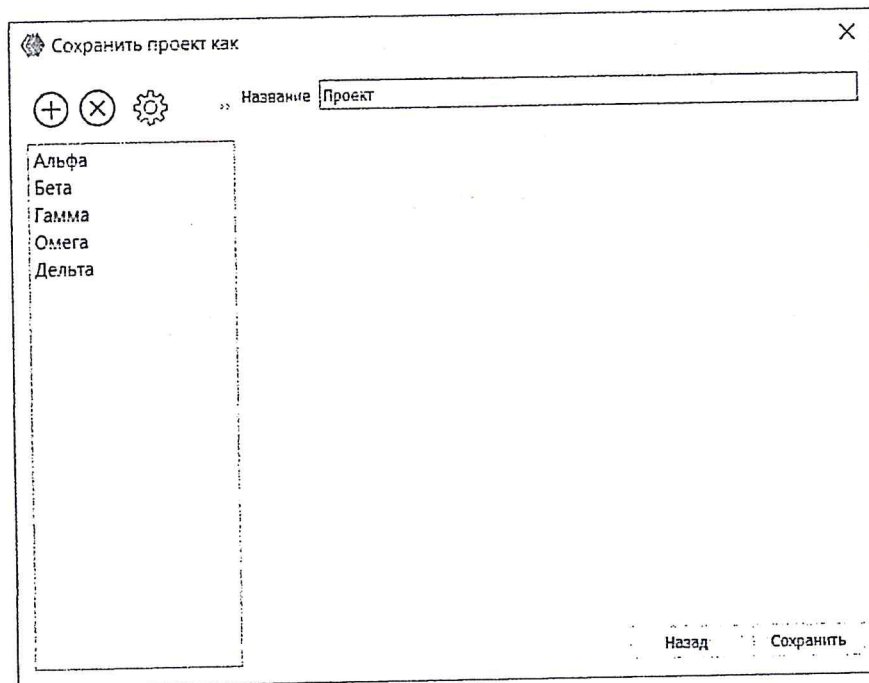 Сохранить проект как
Название Проект
Альфа
Бета
Гамма
Омега
Дельта
Назад Сохранить